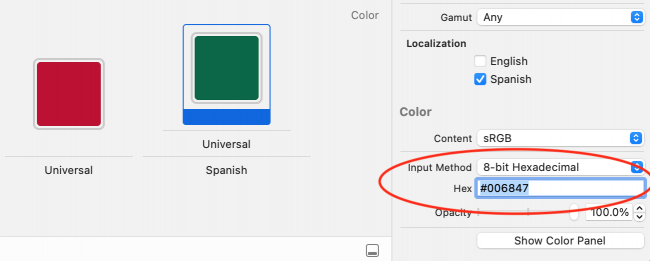 Color
Universal
Universal
Spanish
Gamut Any
Localization
English
Spanish
Color
Content sRGB
Input Method 8-bit Hexadecimal
Hex #006847
Opacity 100.0%
Show Color Panel